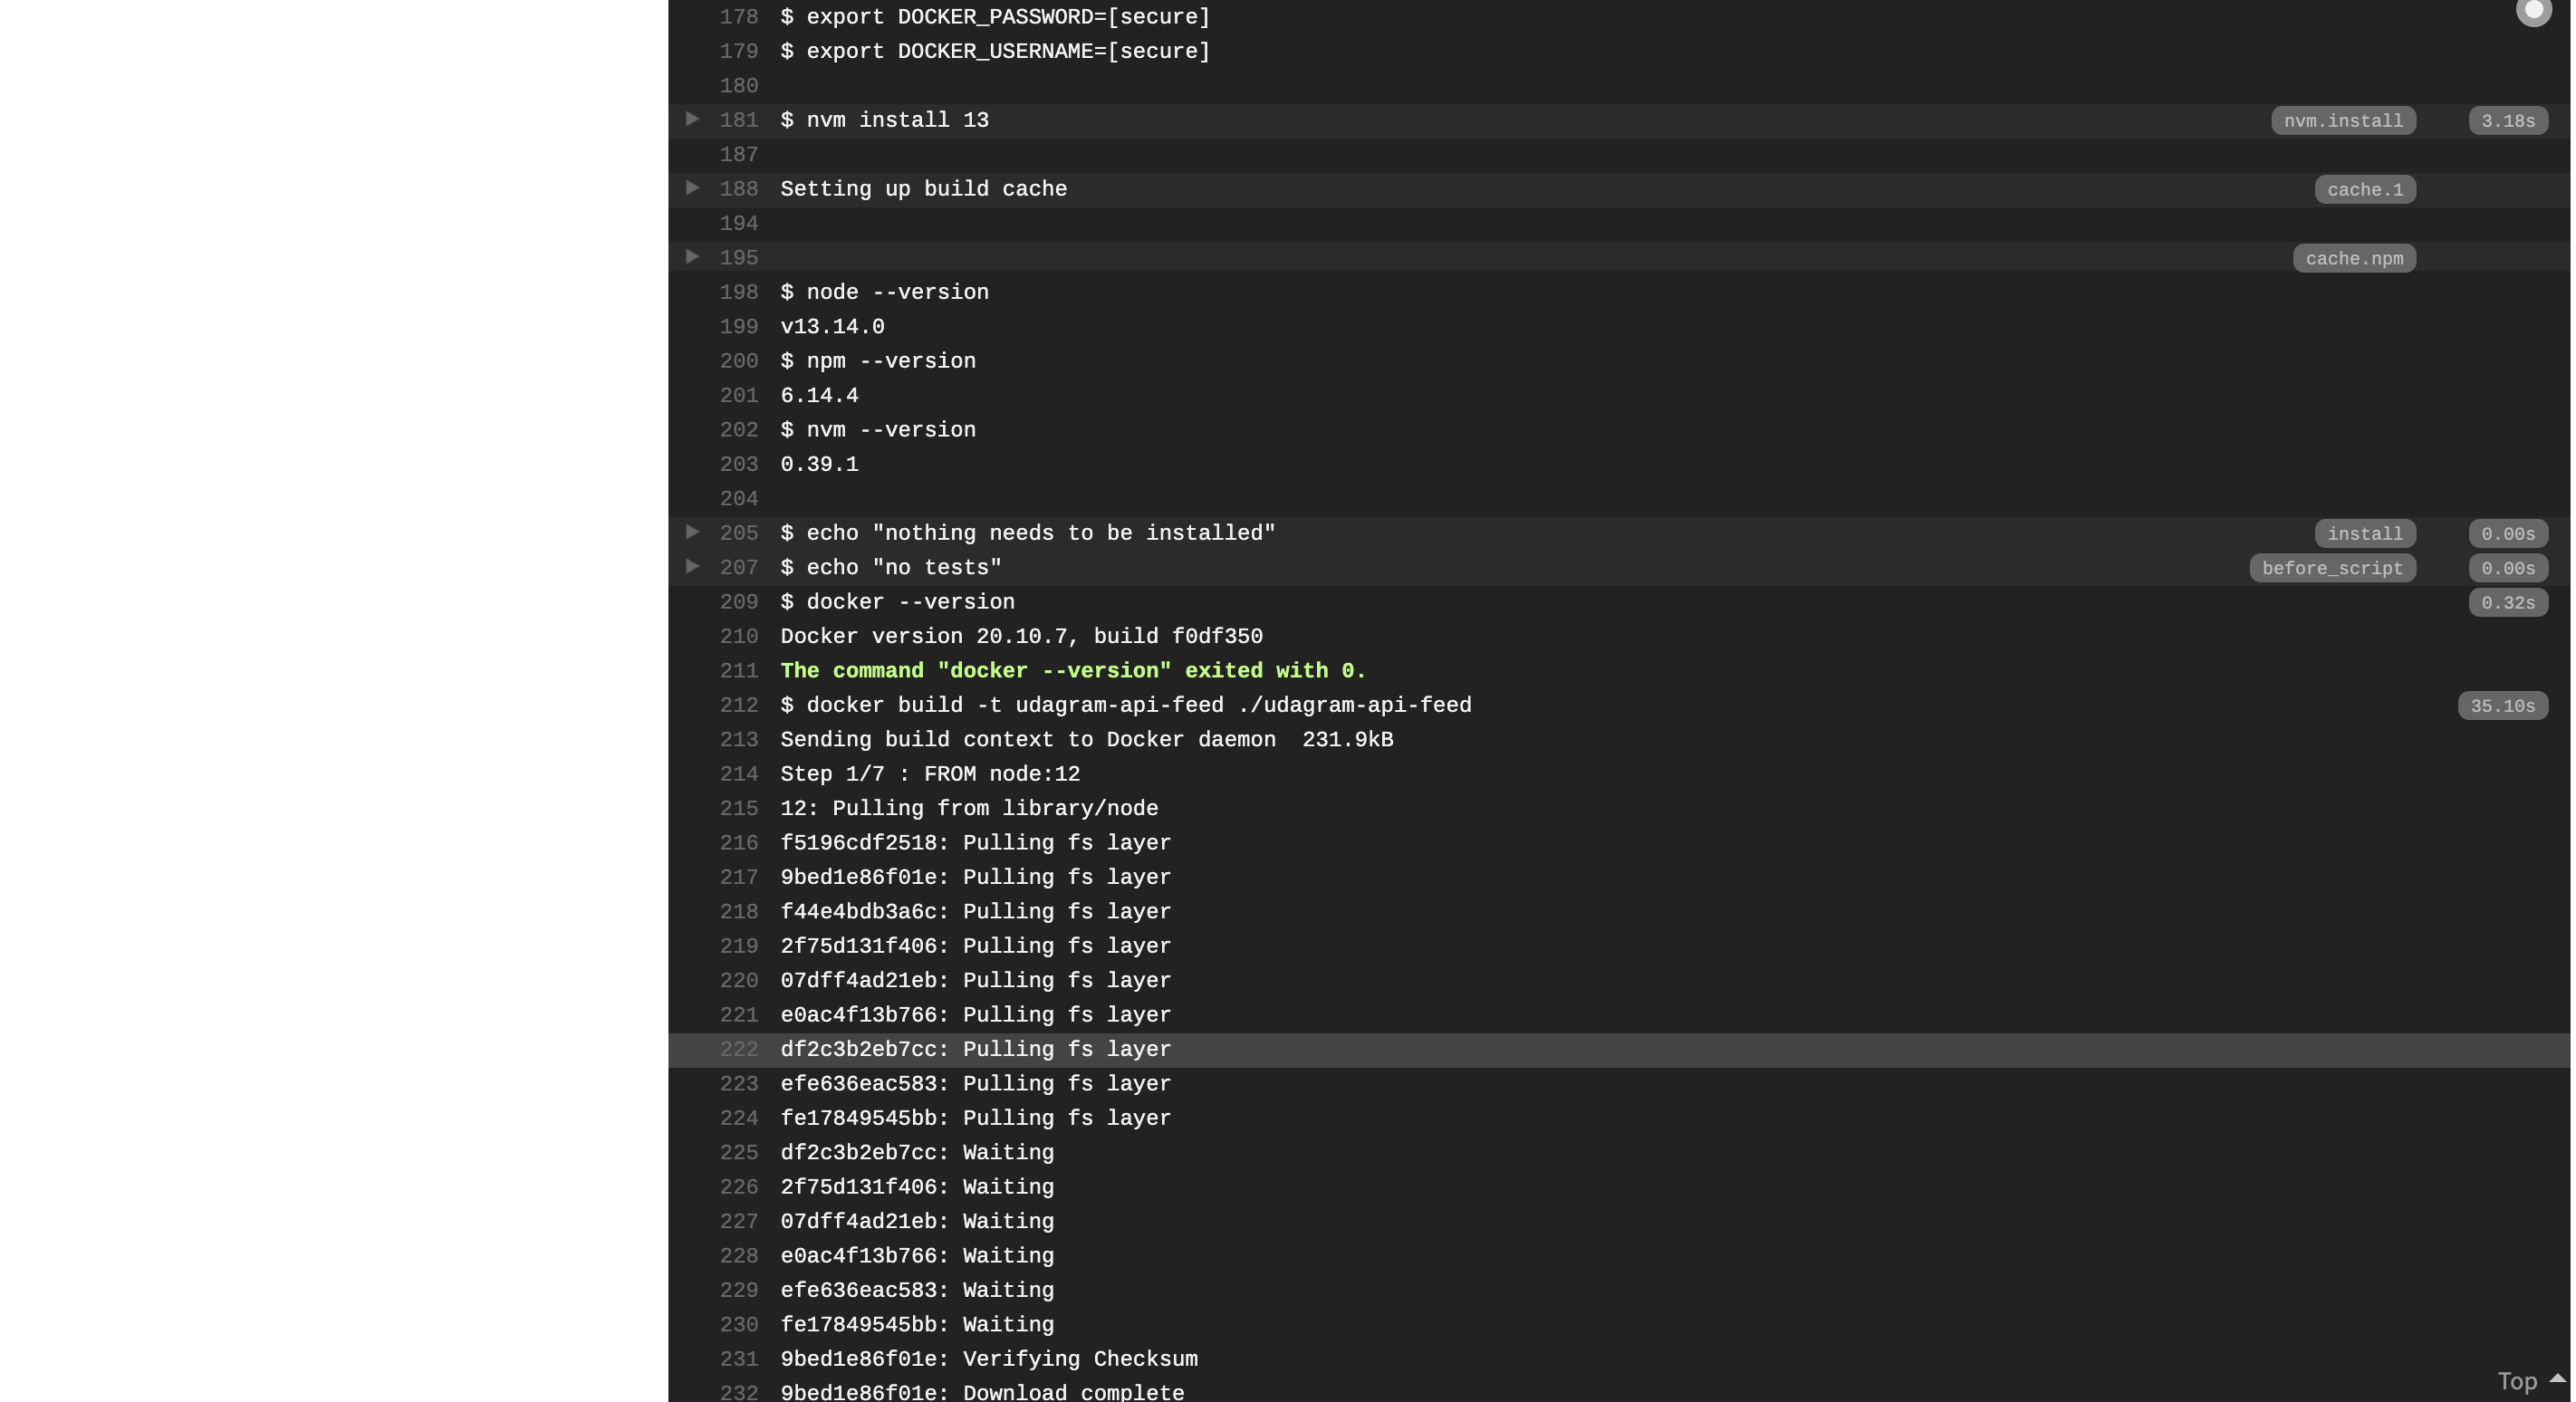 178 $ export DOCKER_PASSWORD=[secure]
179 $ export DOCKER_USERNAME=[secure]
180
181 $ nvm install 13 nvm.install 3.18s
187
188 Setting up build cache cache.1
194
195 cache.npm
198 $ node --version
199 v13.14.0
200 $ npm --version
201 6.14.4
202 $ nvm --version
203 0.39.1
204
205 $ echo "nothing needs to be installed" install 0.00s
207 $ echo "no tests" before_script 0.00s
209 $ docker --version 0.32s
210 Docker version 20.10.7, build f0df350
211 The command "docker --version" exited with 0.
212 $ docker build -t udagram-api-feed ./udagram-api-feed 35.10s
213 Sending build context to Docker daemon  231.9kB
214 Step 1/7 : FROM node:12
215 12: Pulling from library/node
216 f5196cdf2518: Pulling fs layer
217 9bed1e86f01e: Pulling fs layer
218 f44e4bdb3a6c: Pulling fs layer
219 2f75d131f406: Pulling fs layer
220 07dff4ad21eb: Pulling fs layer
221 e0ac4f13b766: Pulling fs layer
222 df2c3b2eb7cc: Pulling fs layer
223 efe636eac583: Pulling fs layer
224 fe17849545bb: Pulling fs layer
225 df2c3b2eb7cc: Waiting
226 2f75d131f406: Waiting
227 07dff4ad21eb: Waiting
228 e0ac4f13b766: Waiting
229 efe636eac583: Waiting
230 fe17849545bb: Waiting
231 9bed1e86f01e: Verifying Checksum
232 9bed1e86f01e: Download complete
Top